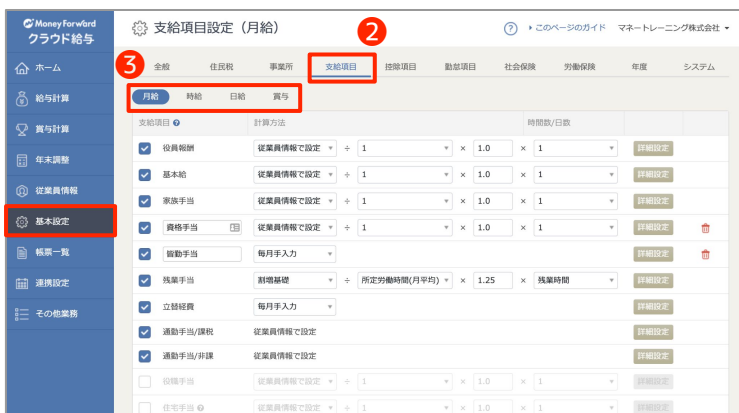 Money Forward
クラウド給与
支給項目設定（月給）
2
? このページのガイド マネートレーニング株式会社
3
全般 住民税 事業所 支給項目 控除項目 勤怠項目 社会保険 労働保険 年度 システム
月給 時給 日給 賞与
ホーム
給与計算
賞与計算
年末調整
従業員情報
基本設定
帳票一覧
連携設定
その他業務
支給項目 ? 計算方法 時間数/日数
役員報酬 従業員情報で設定 ÷ 1 × 1.0 × 1 詳細設定
基本給 従業員情報で設定 ÷ 1 × 1.0 × 1 詳細設定
家族手当 従業員情報で設定 ÷ 1 × 1.0 × 1 詳細設定
資格手当 従業員情報で設定 ÷ 1 × 1.0 × 1 詳細設定
皆勤手当 毎月手入力 詳細設定
残業手当 割増基礎 ÷ 所定労働時間(月平均) × 1.25 × 残業時間 詳細設定
立替経費 毎月手入力 詳細設定
通勤手当/課税 従業員情報で設定 詳細設定
通勤手当/非課 従業員情報で設定 詳細設定
役職手当 従業員情報で設定 ÷ 1 × 1.0 × 1 詳細設定
住宅手当 ? 従業員情報で設定 ÷ 1 × 1.0 × 1 詳細設定